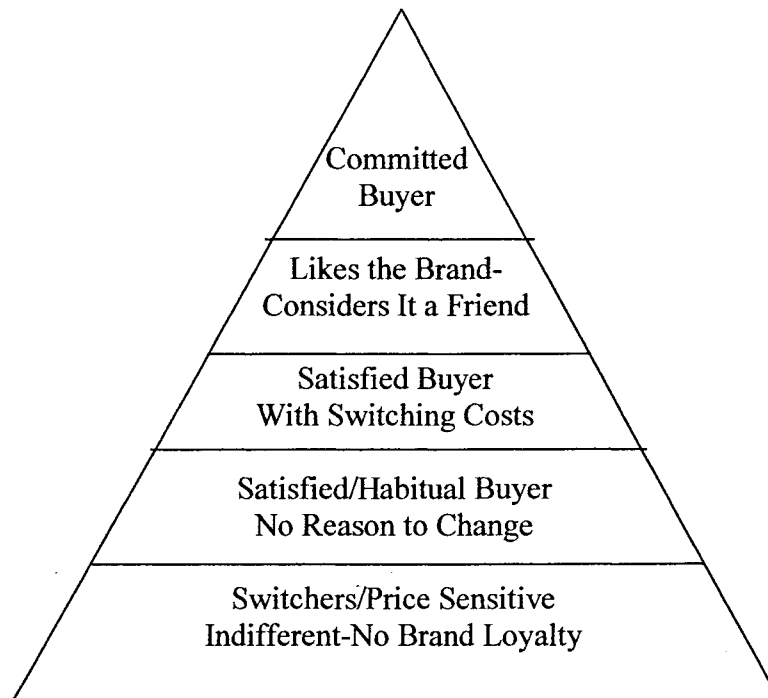 Committed
Buyer
Likes the Brand-
Considers It a Friend
Satisfied Buyer
With Switching Costs
Satisfied/Habitual Buyer
No Reason to Change
Switchers/Price Sensitive
Indifferent-No Brand Loyalty